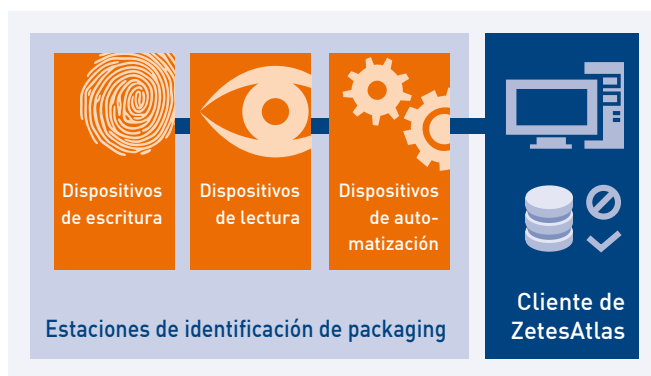 Dispositivos
de escritura
Dispositivos
de lectura
Dispositivos
de auto-
matización
Estaciones de identificación de packaging
Cliente de
ZetesAtlas